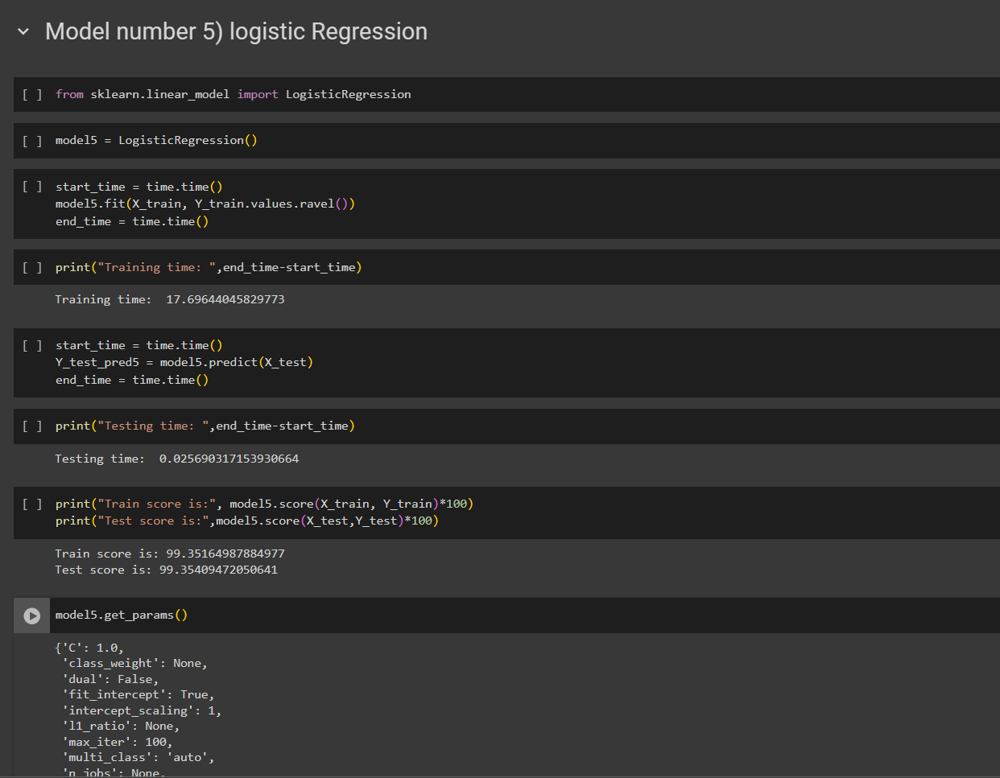 Model number 5) logistic Regression
[ ] from sklearn.linear_model import LogisticRegression
[ ] model5 = LogisticRegression()
[ ] start_time = time.time()
model5.fit(X_train, Y_train.values.ravel())
end_time = time.time()
[ ] print("Training time: ",end_time-start_time)
Training time:  17.69644045829773
[ ] start_time = time.time()
Y_test_pred5 = model5.predict(X_test)
end_time = time.time()
[ ] print("Testing time: ",end_time-start_time)
Testing time:  0.025690317153930664
[ ] print("Train score is:", model5.score(X_train, Y_train)*100)
print("Test score is:",model5.score(X_test,Y_test)*100)
Train score is: 99.35164987884977
Test score is: 99.35409472050641
model5.get_params()
{'C': 1.0,
'class_weight': None,
'dual': False,
'fit_intercept': True,
'intercept_scaling': 1,
'l1_ratio': None,
'max_iter': 100,
'multi_class': 'auto',
'n_jobs': None,